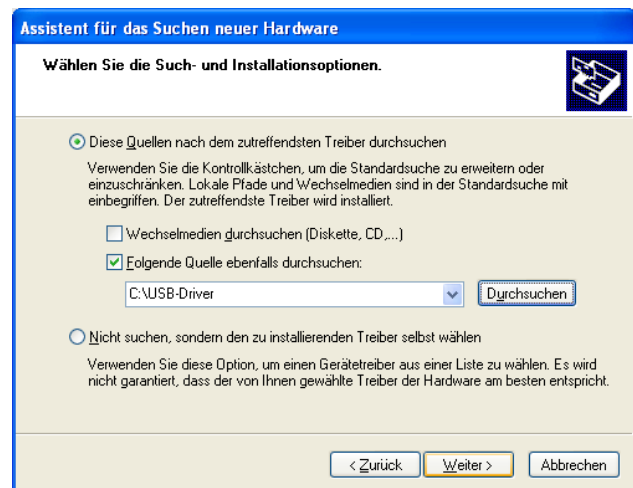 Assistent für das Suchen neuer Hardware
Wählen Sie die Such- und Installationsoptionen.
Diese Quellen nach dem zutreffendsten Treiber durchsuchen
Verwenden Sie die Kontrollkästchen, um die Standardsuche zu erweitern oder
einzuschränken. Lokale Pfade und Wechselmedien sind in der Standardsuche mit
einbegriffen. Der zutreffendste Treiber wird installiert.
Wechselmedien durchsuchen (Diskette, CD,...)
Folgende Quelle ebenfalls durchsuchen:
C:\USB-Driver Durchsuchen
Nicht suchen, sondern den zu installierenden Treiber selbst wählen
Verwenden Sie diese Option, um einen Gerätetreiber aus einer Liste zu wählen. Es wird
nicht garantiert, dass der von Ihnen gewählte Treiber der Hardware am besten entspricht.
< Zurück Weiter > Abbrechen